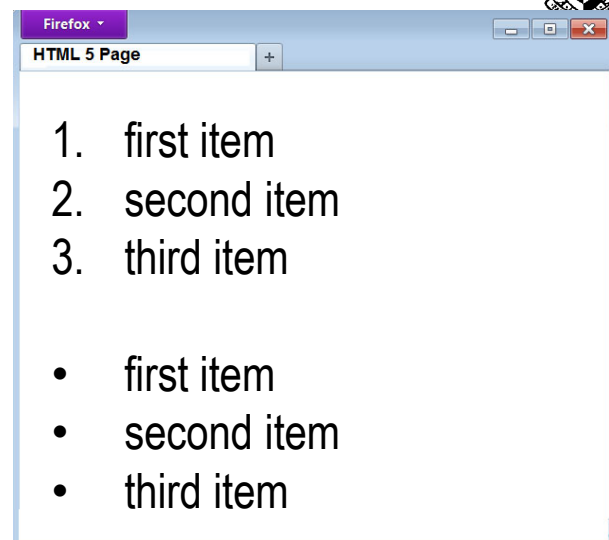 Firefox
HTML 5 Page
1. first item
2. second item
3. third item
• first item
• second item
• third item